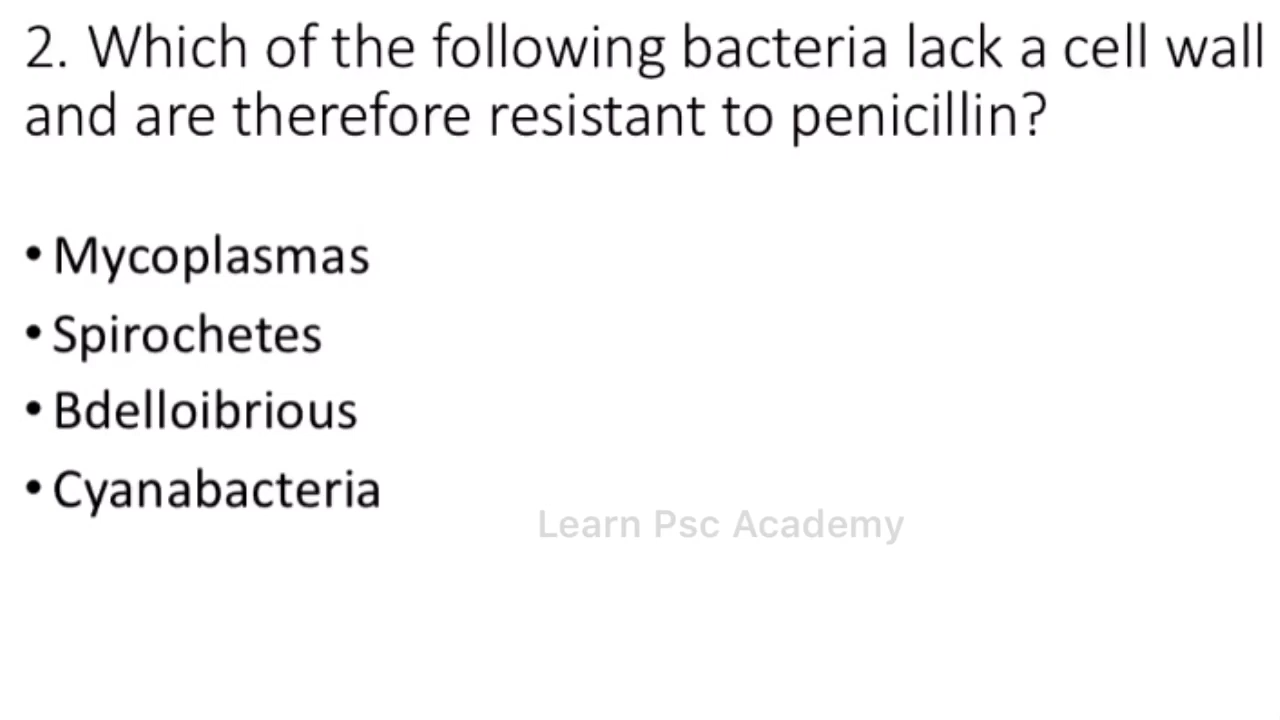 2. Which of the following bacteria lack a cell wall
and are therefore resistant to penicillin?
• Mycoplasmas
• Spirochetes
• Bdelloibrious
• Cyanabacteria
Learn Psc Academy